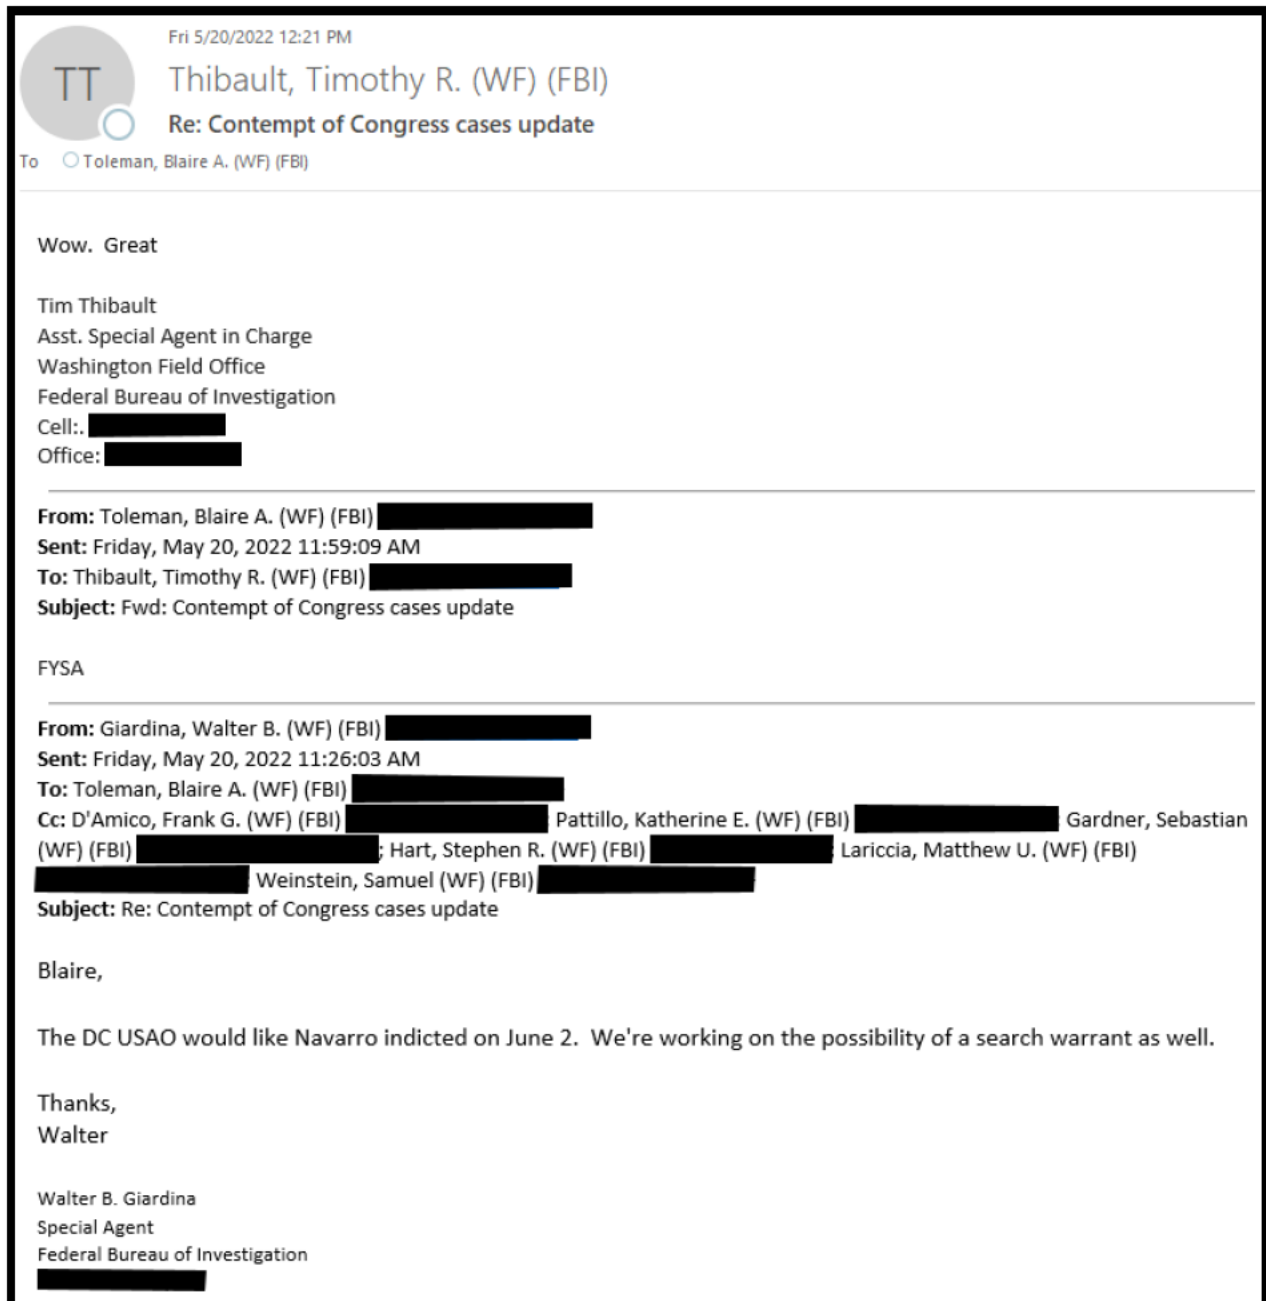 Fri 5/20/2022 12:21 PM
TT
Thibault, Timothy R. (WF) (FBI)
Re: Contempt of Congress cases update
To Toleman, Blaire A. (WF) (FBI)
Wow.  Great
Tim Thibault
Asst. Special Agent in Charge
Washington Field Office
Federal Bureau of Investigation
Cell:.
Office:
From: Toleman, Blaire A. (WF) (FBI)
Sent: Friday, May 20, 2022 11:59:09 AM
To: Thibault, Timothy R. (WF) (FBI)
Subject: Fwd: Contempt of Congress cases update
FYSA
From: Giardina, Walter B. (WF) (FBI)
Sent: Friday, May 20, 2022 11:26:03 AM
To: Toleman, Blaire A. (WF) (FBI)
Cc: D'Amico, Frank G. (WF) (FBI) Pattillo, Katherine E. (WF) (FBI) Gardner, Sebastian
(WF) (FBI) ; Hart, Stephen R. (WF) (FBI) Lariccia, Matthew U. (WF) (FBI)
Weinstein, Samuel (WF) (FBI)
Subject: Re: Contempt of Congress cases update
Blaire,
The DC USAO would like Navarro indicted on June 2.  We're working on the possibility of a search warrant as well.
Thanks,
Walter
Walter B. Giardina
Special Agent
Federal Bureau of Investigation